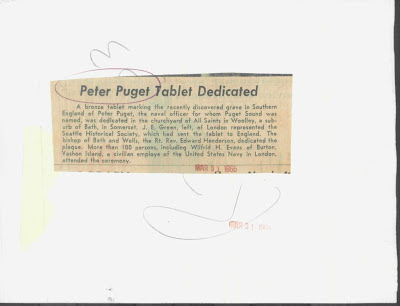 Peter Puget Tablet Dedicated
A bronze tablet marking the recently discovered grave in Southern
England of Peter Puget, the naval officer for whom Puget Sound was
named, was dedicated in the churchyard of All Saints in Woolley, a sub-
urb of Bath, in Somerset. J. E. Green, left, of London represented the
Seattle Historical Society, which had sent the tablet to England. The
bishop of Bath and Wells, the Rt. Rev. Edward Henderson, dedicated the
plaque. More than 100 persons, including Wilfrid H. Evans of Burton,
Vashon Island, a civilian employe of the United States Navy in London,
attended the ceremony.
MAR 31
MAR 31